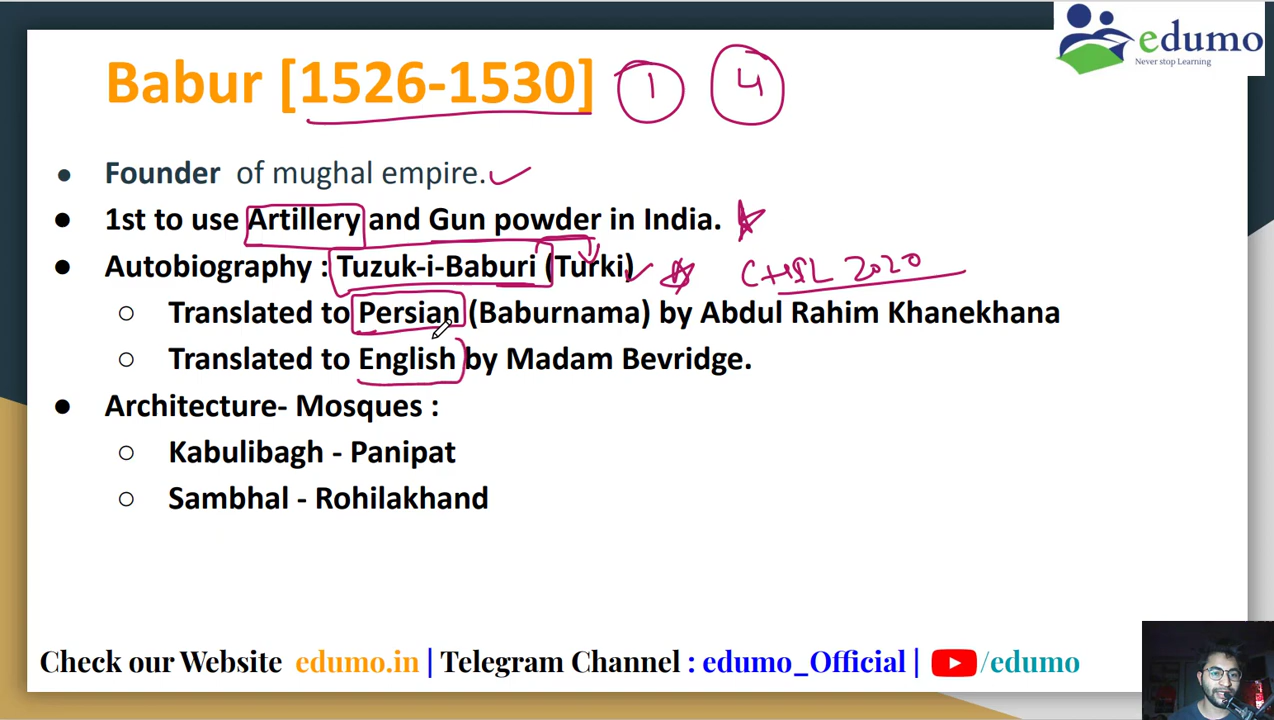 edumo
Never stop Learning
Babur [1526-1530] 1 4
● Founder of mughal empire.
● 1st to use Artillery and Gun powder in India.
● Autobiography : Tuzuk-i-Baburi (Turki) CHSL 2020
○ Translated to Persian (Baburnama) by Abdul Rahim Khanekhana
○ Translated to English by Madam Bevridge.
● Architecture- Mosques :
○ Kabulibagh - Panipat
○ Sambhal - Rohilakhand
Check our Website edumo.in | Telegram Channel : edumo_Official | /edumo